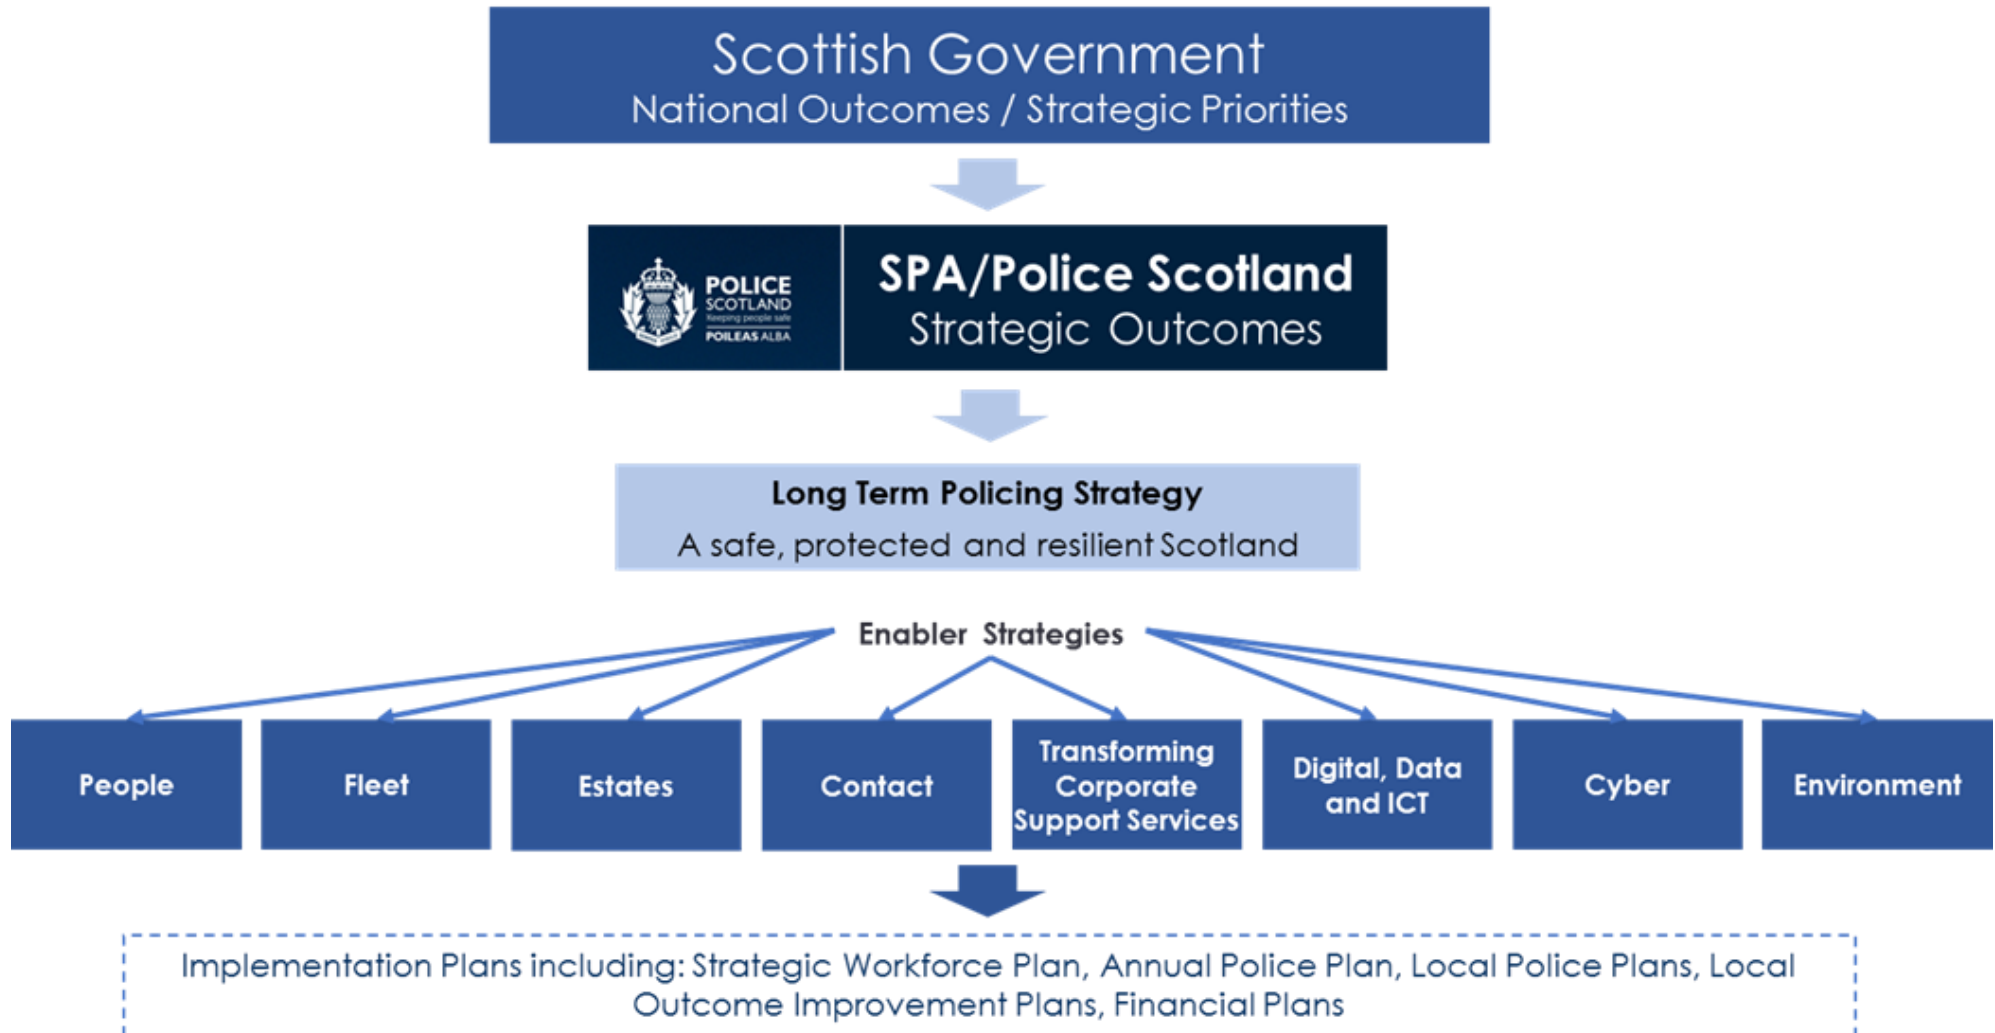 Scottish Government
National Outcomes / Strategic Priorities
POLICE
SCOTLAND
Keeping people safe
POILEAS ALBA
SPA/Police Scotland
Strategic Outcomes
Long Term Policing Strategy
A safe, protected and resilient Scotland
Enabler Strategies
People
Fleet
Estates
Contact
Transforming
Corporate
Support Services
Digital, Data
and ICT
Cyber
Environment
Implementation Plans including: Strategic Workforce Plan, Annual Police Plan, Local Police Plans, Local
Outcome Improvement Plans, Financial Plans